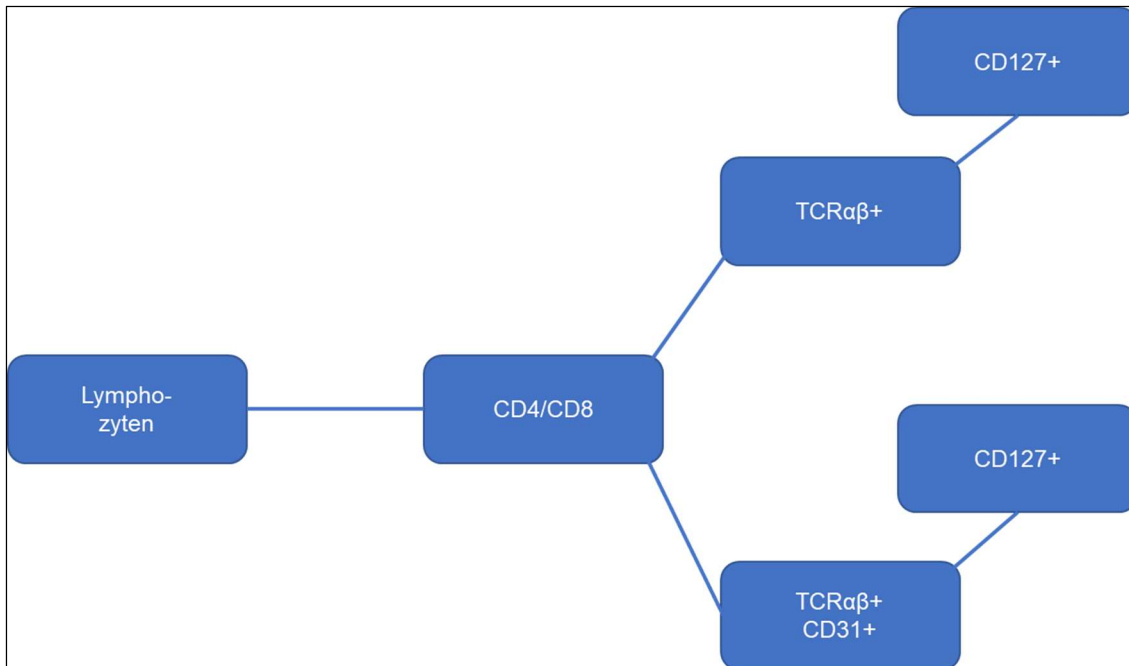 CD127+
TCRαβ+
Lympho-
zyten
CD4/CD8
CD127+
TCRαβ+
CD31+